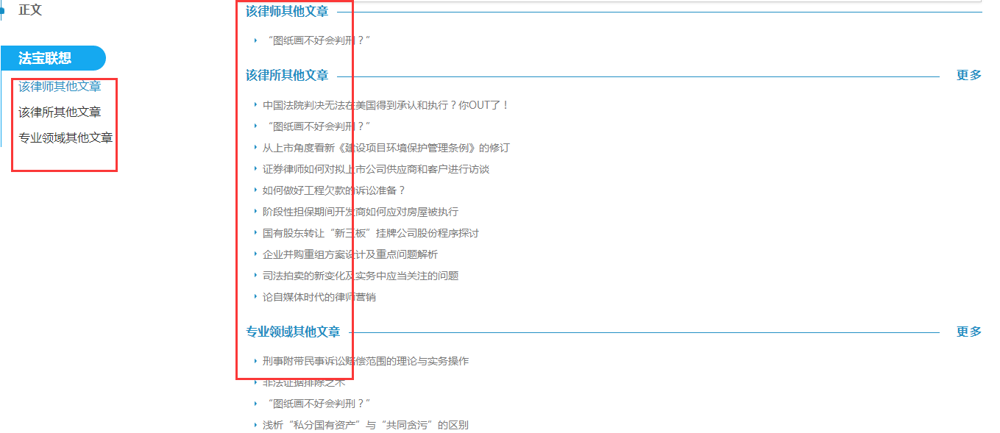 正文
法宝联想
该律师其他文章
该律所其他文章
专业领域其他文章
该律师其他文章
“图纸画不好会判刑？”
该律所其他文章 更多
中国法院判决无法在美国得到承认和执行？你OUT了！
“图纸画不好会判刑？”
从上市角度看新《建设项目环境保护管理条例》的修订
证券律师如何对拟上市公司供应商和客户进行访谈
如何做好工程欠款的诉讼准备？
阶段性担保期间开发商如何应对房屋被执行
国有股东转让“新三板”挂牌公司股份程序探讨
企业并购重组方案设计及重点问题解析
司法拍卖的新变化及实务中应当关注的问题
论自媒体时代的律师营销
专业领域其他文章 更多
刑事附带民事诉讼赔偿范围的理论与实务操作
非法证据排除之术
“图纸画不好会判刑？”
浅析“私分国有资产”与“共同贪污”的区别